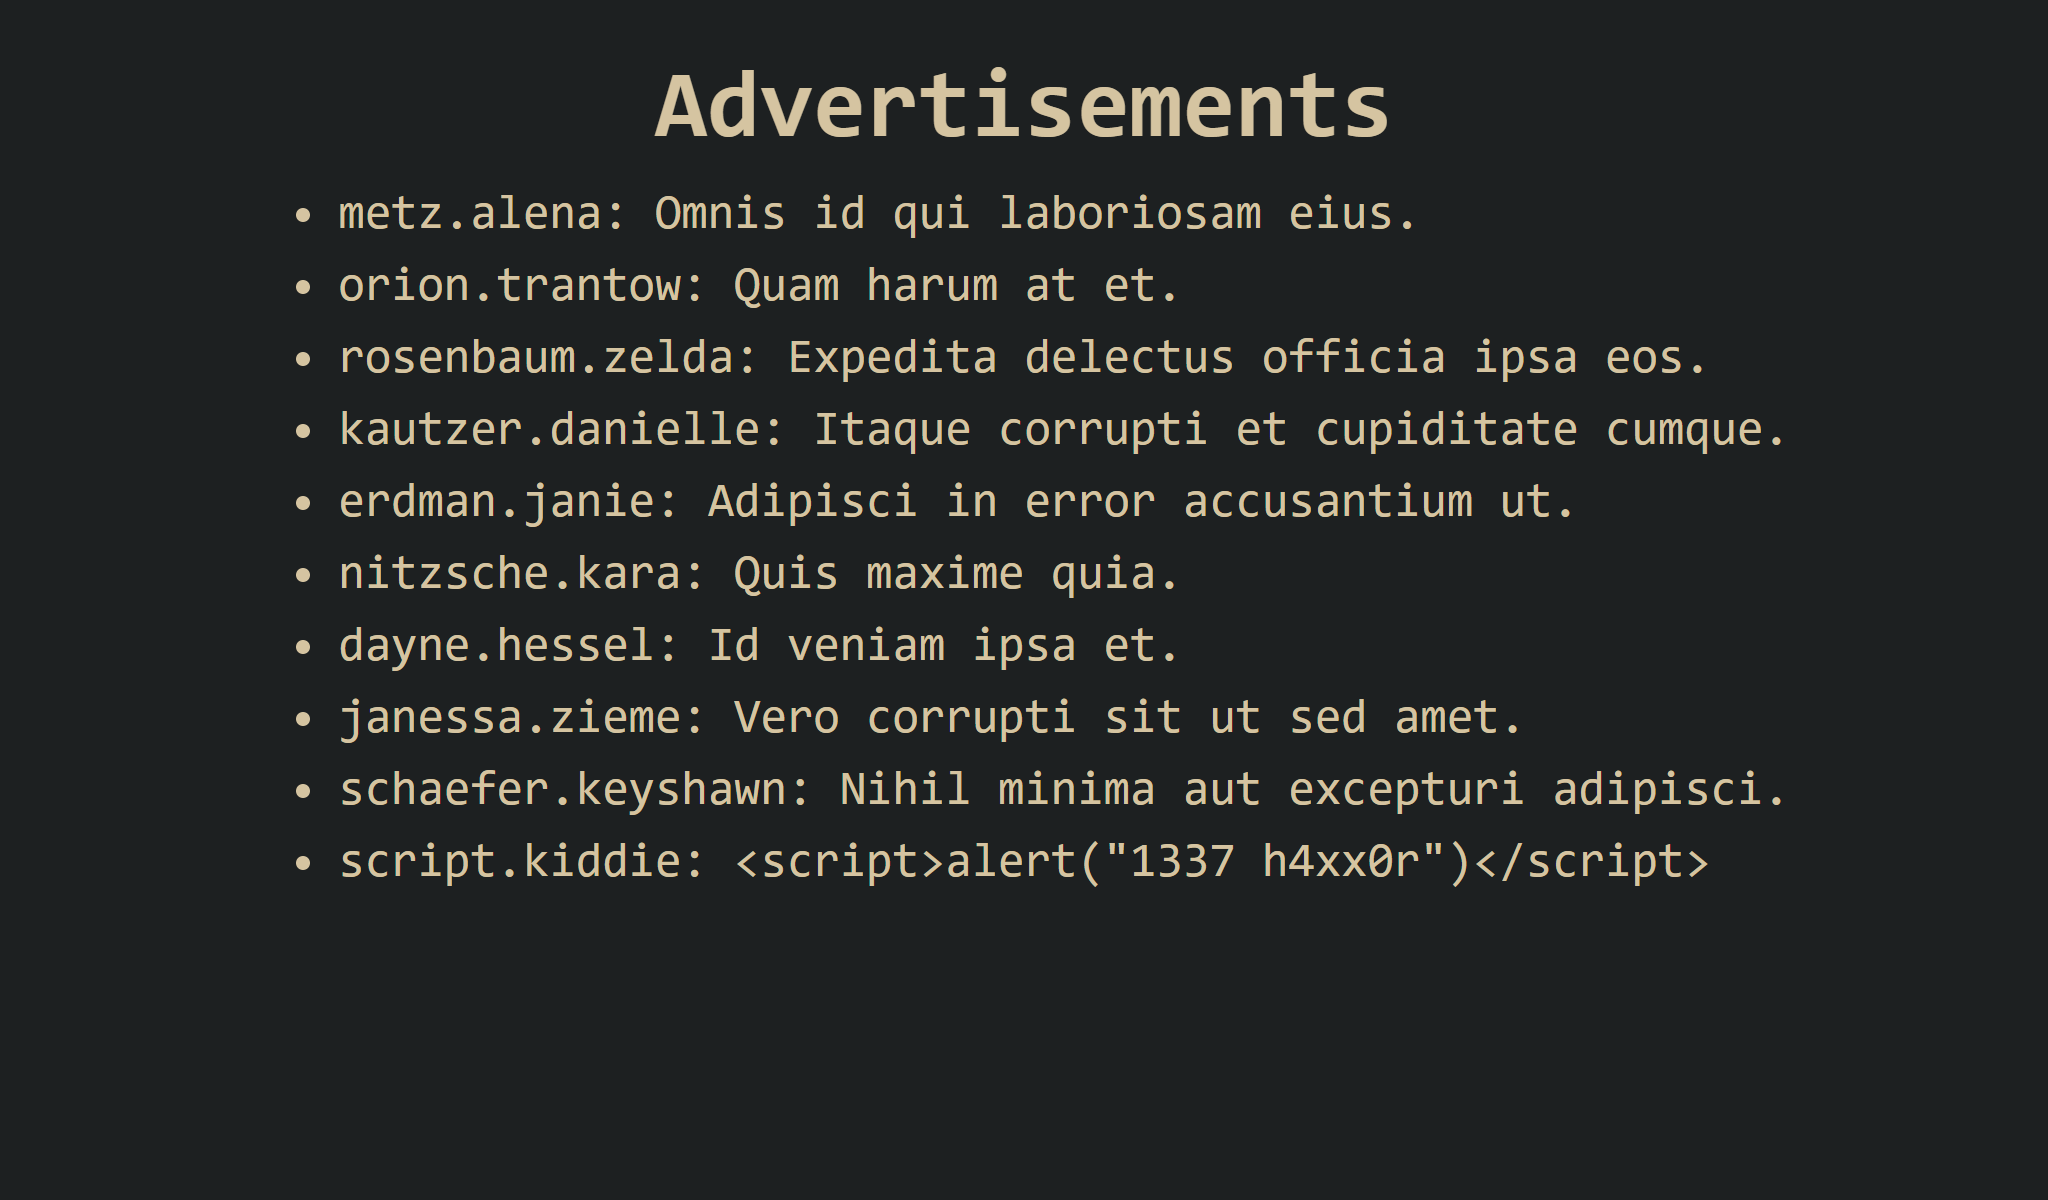 Advertisements
• metz.alena: Omnis id qui laboriosam eius.
• orion.trantow: Quam harum at et.
• rosenbaum.zelda: Expedita delectus officia ipsa eos.
• kautzer.danielle: Itaque corrupti et cupiditate cumque.
• erdman.janie: Adipisci in error accusantium ut.
• nitzsche.kara: Quis maxime quia.
• dayne.hessel: Id veniam ipsa et.
• janessa.zieme: Vero corrupti sit ut sed amet.
• schaefer.keyshawn: Nihil minima aut excepturi adipisci.
• script.kiddie: <script>alert("1337 h4xx0r")</script>